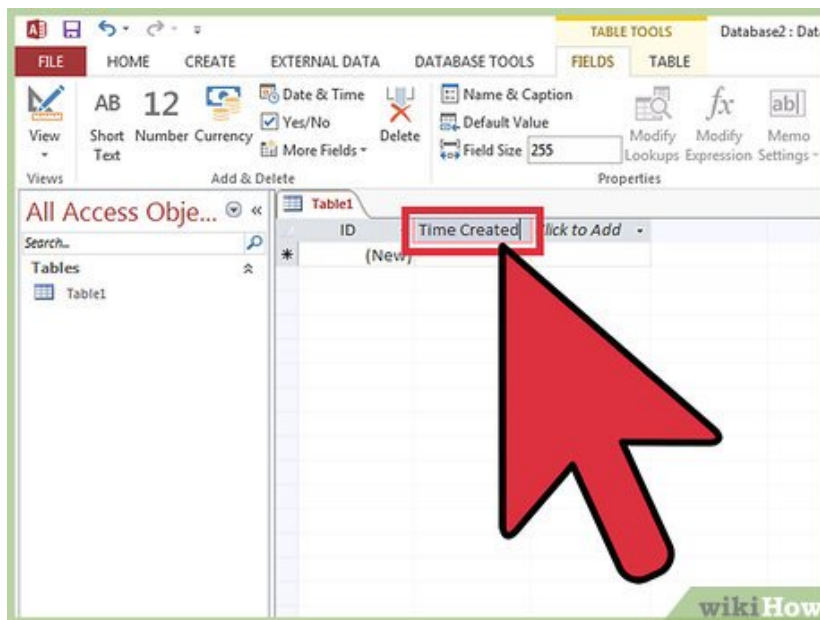 TABLE TOOLS
Database2 : Dat
FILE HOME CREATE EXTERNAL DATA DATABASE TOOLS FIELDS TABLE
View
AB
Short Text
12
Number
Currency
Date & Time
Yes/No
More Fields
Delete
Name & Caption
Default Value
Field Size 255
Modify Lookups
fx
Modify Expression
ab
Memo Settings
Views
Add & Delete
Properties
All Access Obje...
Search...
Tables
Table1
Table1
ID Time Created lick to Add
* (New)
wikiHow